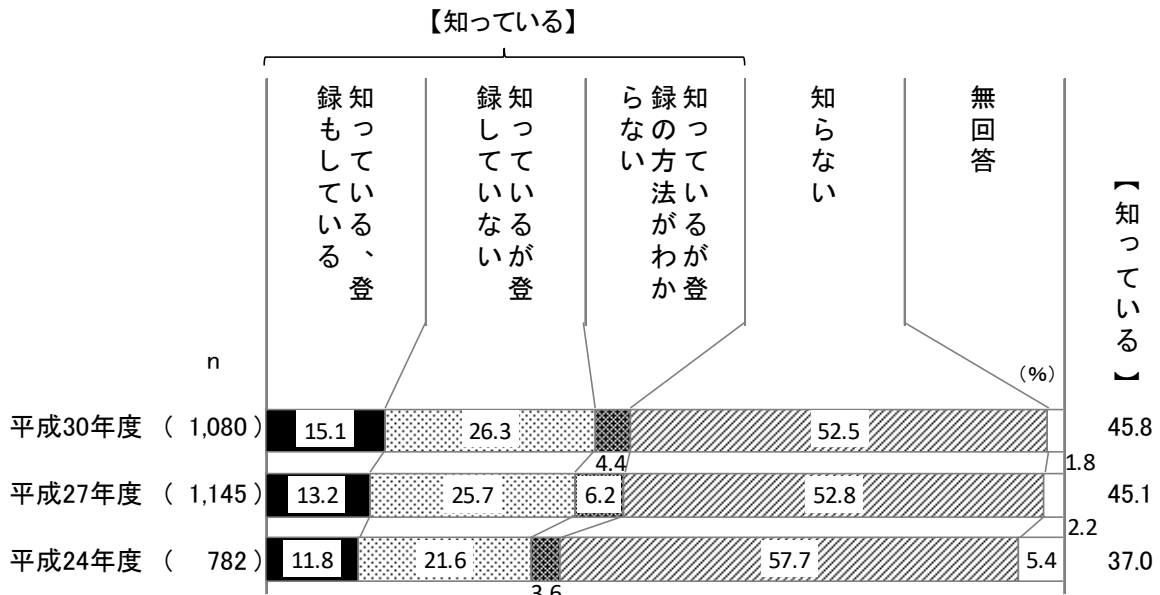 【知っている】
知っている、登
録もしている
知っているが登
録していない
知っているが登
録の方法がわか
らない
知らない
無回答
【知っている】
n
(%)
平成30年度 ( 1,080 ) 15.1 26.3 4.4 52.5 1.8 45.8
平成27年度 ( 1,145 ) 13.2 25.7 6.2 52.8 2.2 45.1
平成24年度 ( 782 ) 11.8 21.6 3.6 57.7 5.4 37.0